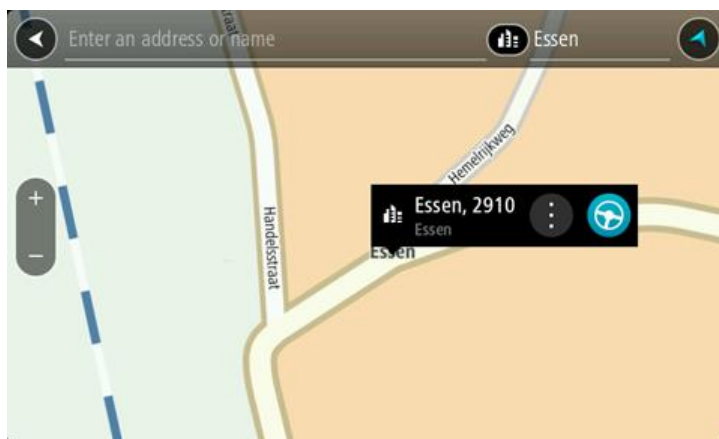 Enter an address or name
Essen
Hemelrijkweg
Essen, 2910
Essen
Essen
Handelsstraat